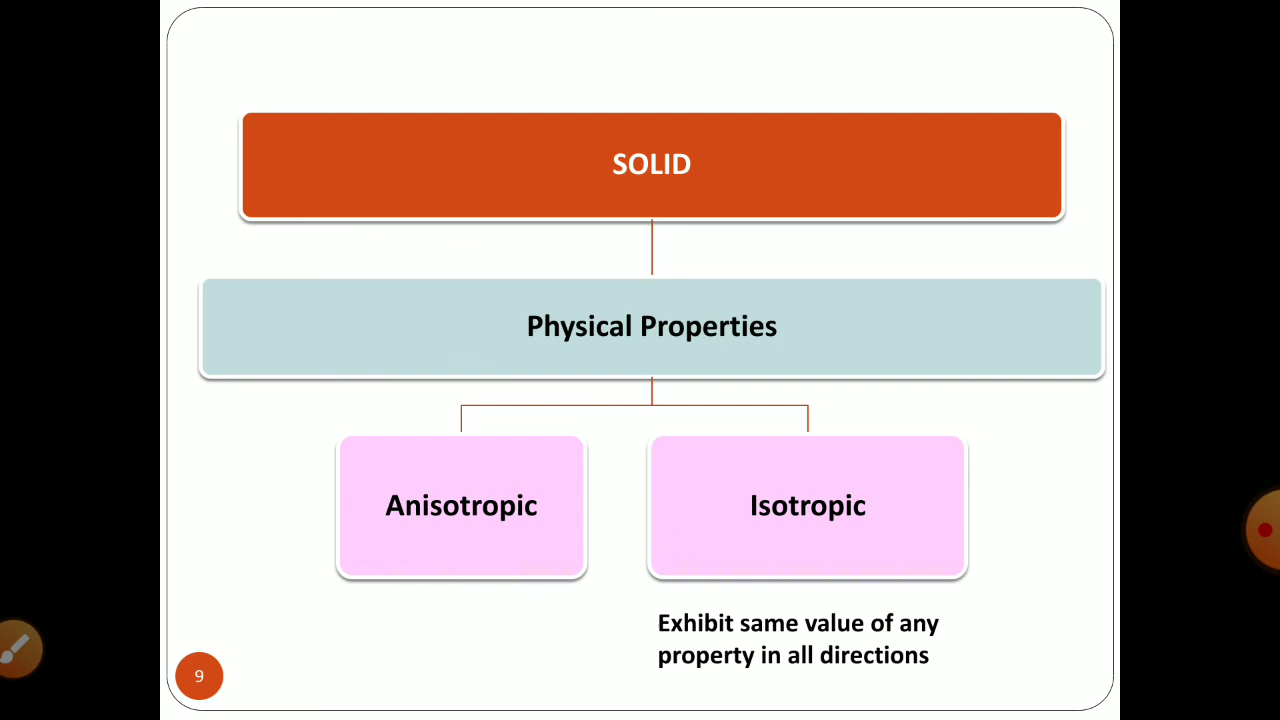 SOLID
Physical Properties
Anisotropic
Isotropic
Exhibit same value of any
property in all directions
9